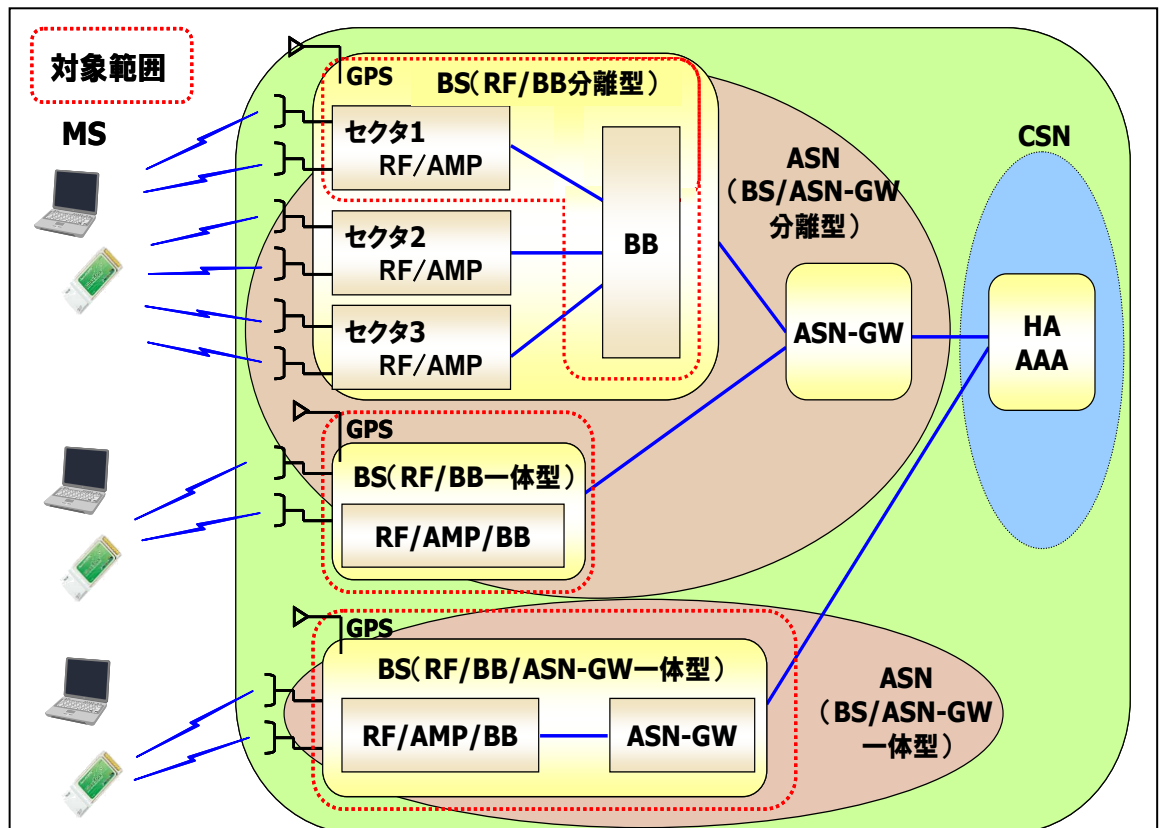 対象範囲
MS
GPS
BS(RF/BB分離型)
セクタ1
RF/AMP
セクタ2
RF/AMP
セクタ3
RF/AMP
BB
ASN
(BS/ASN-GW
分離型)
ASN-GW
CSN
HA
AAA
GPS
BS(RF/BB一体型)
RF/AMP/BB
GPS
BS(RF/BB/ASN-GW一体型)
RF/AMP/BB
ASN-GW
ASN
(BS/ASN-GW
一体型)